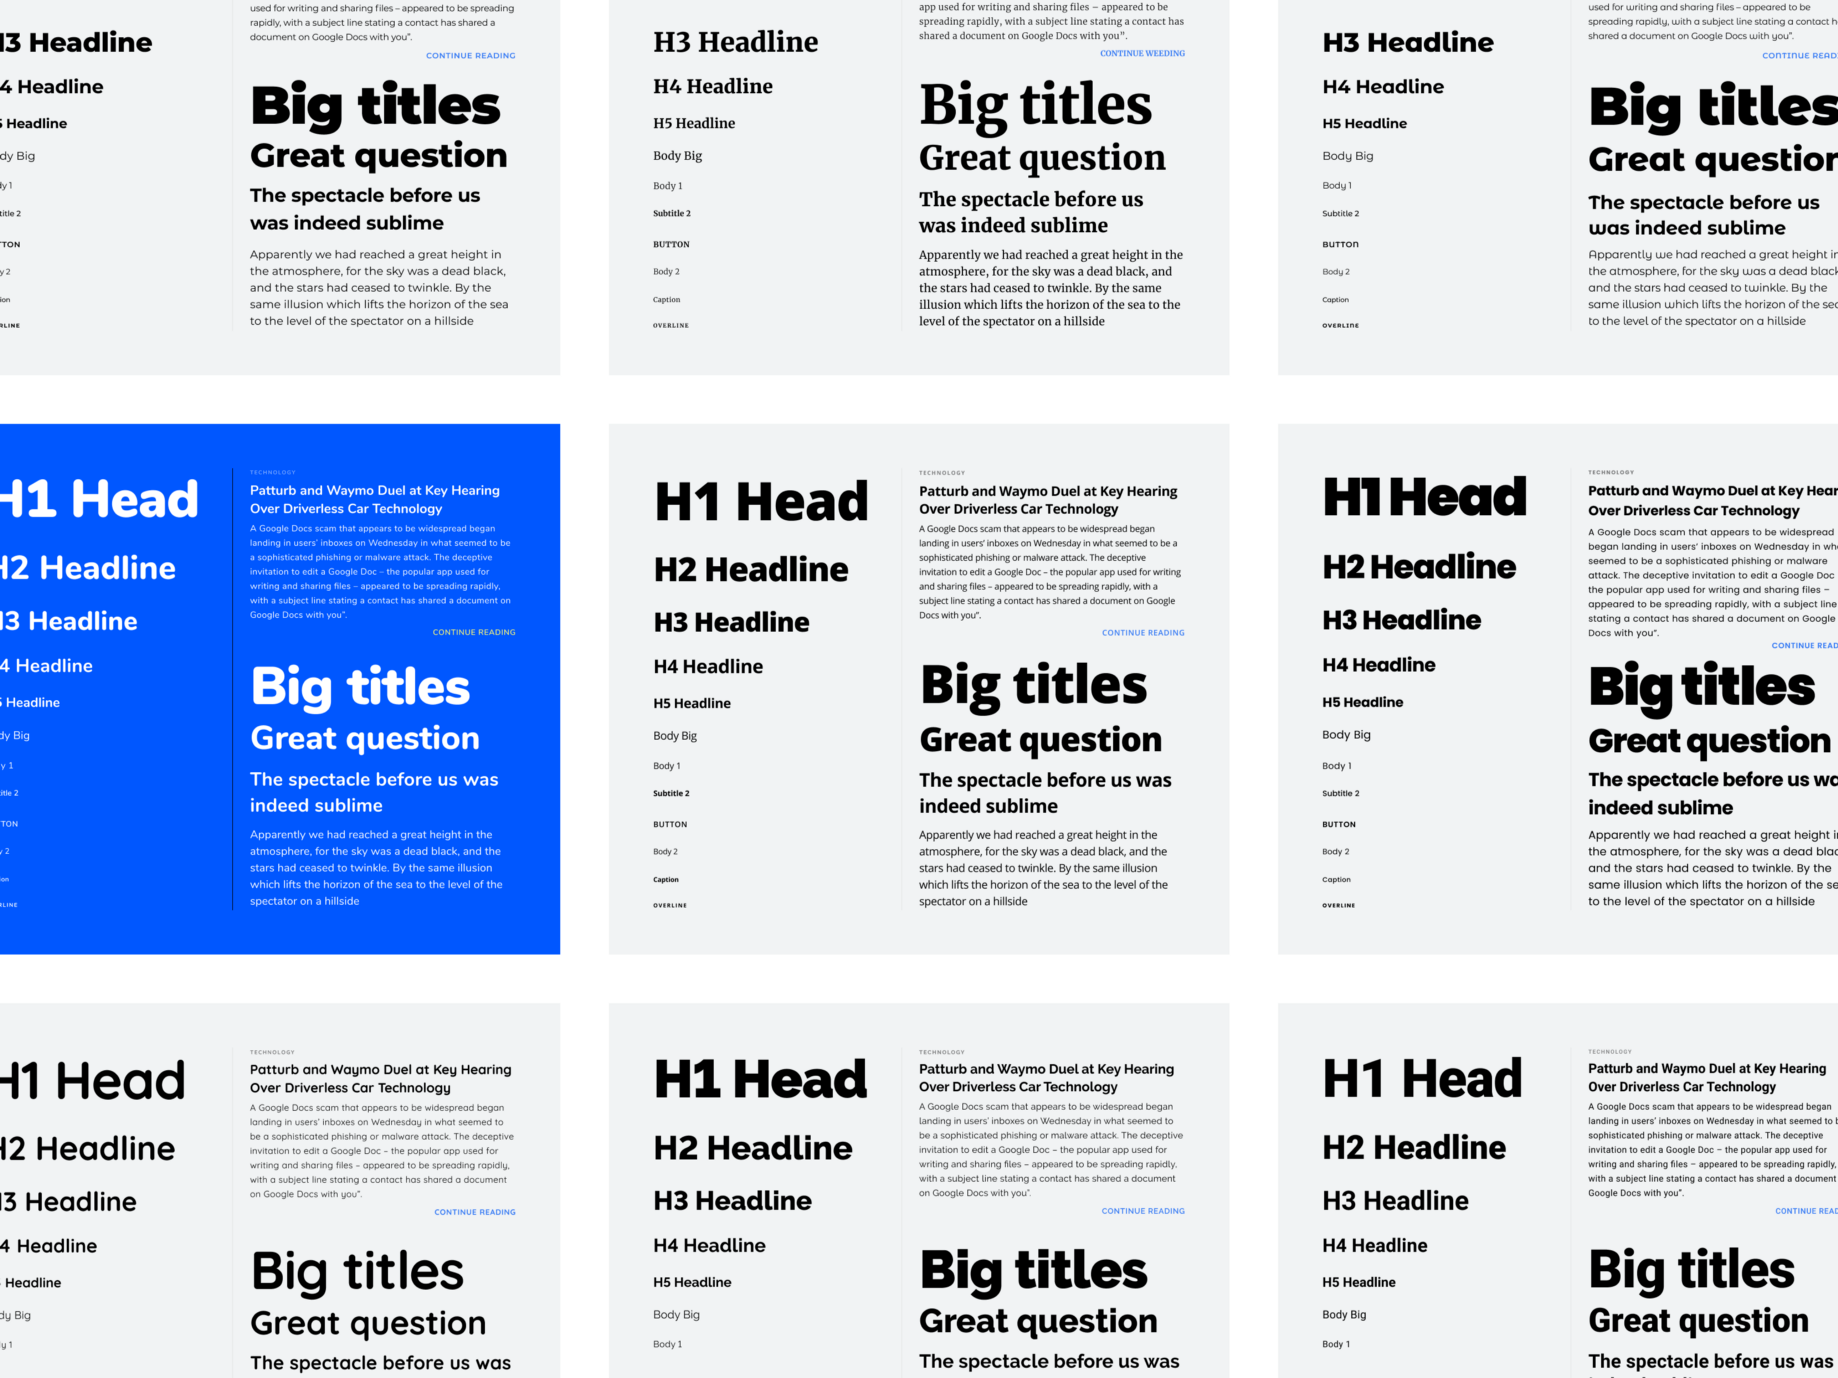 used for writing and sharing files – appeared to be spreading
rapidly, with a subject line stating a contact has shared a
document on Google Docs with you”.
CONTINUE READING
H3 Headline
4 Headline
5 Headline
dy Big
dy 1
title 2
TTON
y 2
ion
RLINE
Big titles
Great question
The spectacle before us
was indeed sublime
Apparently we had reached a great height in
the atmosphere, for the sky was a dead black,
and the stars had ceased to twinkle. By the
same illusion which lifts the horizon of the sea
to the level of the spectator on a hillside
app used for writing and sharing files – appeared to be
spreading rapidly, with a subject line stating a contact has
shared a document on Google Docs with you”.
CONTINUE WEEDING
H3 Headline
H4 Headline
H5 Headline
Body Big
Body 1
Subtitle 2
BUTTON
Body 2
Caption
OVERLINE
Big titles
Great question
The spectacle before us
was indeed sublime
Apparently we had reached a great height in the
atmosphere, for the sky was a dead black, and
the stars had ceased to twinkle. By the same
illusion which lifts the horizon of the sea to the
level of the spectator on a hillside
used for writing and sharing files – appeared to be
spreading rapidly, with a subject line stating a contact h
shared a document on Google Docs with you”.
CONTINUE READ
H3 Headline
H4 Headline
H5 Headline
Body Big
Body 1
Subtitle 2
BUTTON
Body 2
Caption
OVERLINE
Big titles
Great question
The spectacle before us
was indeed sublime
Apparently we had reached a great height in
the atmosphere, for the sky was a dead black
and the stars had ceased to twinkle. By the
same illusion which lifts the horizon of the sea
to the level of the spectator on a hillside
H1 Head
H2 Headline
H3 Headline
4 Headline
5 Headline
dy Big
y 1
title 2
TTON
y 2
ion
RLINE
TECHNOLOGY
Patturb and Waymo Duel at Key Hearing
Over Driverless Car Technology
A Google Docs scam that appears to be widespread began
landing in users’ inboxes on Wednesday in what seemed to be
a sophisticated phishing or malware attack. The deceptive
invitation to edit a Google Doc – the popular app used for
writing and sharing files – appeared to be spreading rapidly,
with a subject line stating a contact has shared a document on
Google Docs with you”.
CONTINUE READING
Big titles
Great question
The spectacle before us was
indeed sublime
Apparently we had reached a great height in the
atmosphere, for the sky was a dead black, and the
stars had ceased to twinkle. By the same illusion
which lifts the horizon of the sea to the level of the
spectator on a hillside
H1 Head
H2 Headline
H3 Headline
H4 Headline
H5 Headline
Body Big
Body 1
Subtitle 2
BUTTON
Body 2
Caption
OVERLINE
TECHNOLOGY
Patturb and Waymo Duel at Key Hearing
Over Driverless Car Technology
A Google Docs scam that appears to be widespread began
landing in users’ inboxes on Wednesday in what seemed to be a
sophisticated phishing or malware attack. The deceptive
invitation to edit a Google Doc – the popular app used for writing
and sharing files – appeared to be spreading rapidly, with a
subject line stating a contact has shared a document on Google
Docs with you”.
CONTINUE READING
Big titles
Great question
The spectacle before us was
indeed sublime
Apparently we had reached a great height in the
atmosphere, for the sky was a dead black, and the
stars had ceased to twinkle. By the same illusion
which lifts the horizon of the sea to the level of the
spectator on a hillside
H1 Head
H2 Headline
H3 Headline
H4 Headline
H5 Headline
Body Big
Body 1
Subtitle 2
BUTTON
Body 2
Caption
OVERLINE
TECHNOLOGY
Patturb and Waymo Duel at Key Hear
Over Driverless Car Technology
A Google Docs scam that appears to be widespread
began landing in users’ inboxes on Wednesday in wh
seemed to be a sophisticated phishing or malware
attack. The deceptive invitation to edit a Google Doc
the popular app used for writing and sharing files –
appeared to be spreading rapidly, with a subject line
stating a contact has shared a document on Google
Docs with you”.
CONTINUE READ
Big titles
Great question
The spectacle before us wa
indeed sublime
Apparently we had reached a great height in
the atmosphere, for the sky was a dead blac
and the stars had ceased to twinkle. By the
same illusion which lifts the horizon of the se
to the level of the spectator on a hillside
H1 Head
H2 Headline
H3 Headline
4 Headline
Headline
dy Big
y 1
TECHNOLOGY
Patturb and Waymo Duel at Key Hearing
Over Driverless Car Technology
A Google Docs scam that appears to be widespread began
landing in users’ inboxes on Wednesday in what seemed to
be a sophisticated phishing or malware attack. The deceptive
invitation to edit a Google Doc – the popular app used for
writing and sharing files – appeared to be spreading rapidly,
with a subject line stating a contact has shared a document
on Google Docs with you”.
CONTINUE READING
Big titles
Great question
The spectacle before us was
H1 Head
H2 Headline
H3 Headline
H4 Headline
H5 Headline
Body Big
Body 1
TECHNOLOGY
Patturb and Waymo Duel at Key Hearing
Over Driverless Car Technology
A Google Docs scam that appears to be widespread began
landing in users’ inboxes on Wednesday in what seemed to
be a sophisticated phishing or malware attack. The deceptive
invitation to edit a Google Doc – the popular app used for
writing and sharing files – appeared to be spreading rapidly,
with a subject line stating a contact has shared a document
on Google Docs with you”.
CONTINUE READING
Big titles
Great question
The spectacle before us was
H1 Head
H2 Headline
H3 Headline
H4 Headline
H5 Headline
Body Big
Body 1
TECHNOLOGY
Patturb and Waymo Duel at Key Hearing
Over Driverless Car Technology
A Google Docs scam that appears to be widespread began
landing in users’ inboxes on Wednesday in what seemed to b
sophisticated phishing or malware attack. The deceptive
invitation to edit a Google Doc – the popular app used for
writing and sharing files – appeared to be spreading rapidly,
with a subject line stating a contact has shared a document
Google Docs with you”.
CONTINUE READ
Big titles
Great question
The spectacle before us was